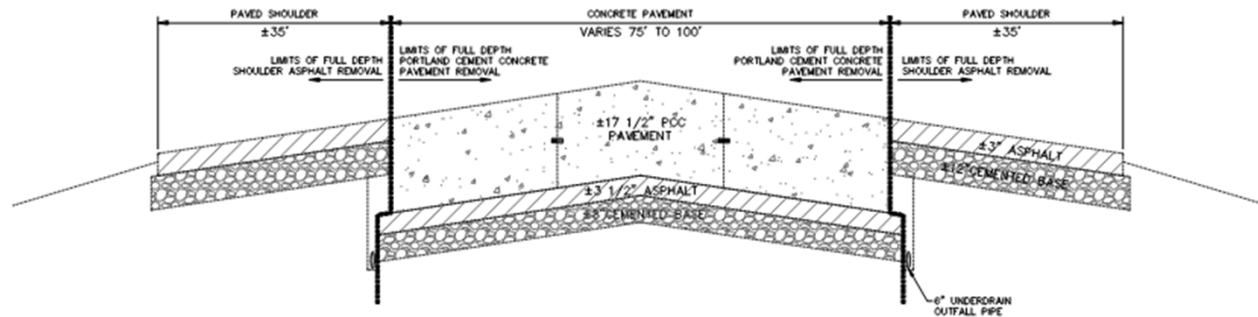 PAVED SHOULDER
±35'
CONCRETE PAVEMENT
VARIES 75' TO 100'
PAVED SHOULDER
±35'
LIMITS OF FULL DEPTH
SHOULDER ASPHALT REMOVAL
LIMITS OF FULL DEPTH
PORTLAND CEMENT CONCRETE
PAVEMENT REMOVAL
LIMITS OF FULL DEPTH
PORTLAND CEMENT CONCRETE
PAVEMENT REMOVAL
LIMITS OF FULL DEPTH
SHOULDER ASPHALT REMOVAL
±17 1/2" PCC
PAVEMENT
±3" ASPHALT
±12" CEMENTED BASE
±3 1/2" ASPHALT
CEMENTED BASE
6" UNDERDRAIN
OUTFALL PIPE